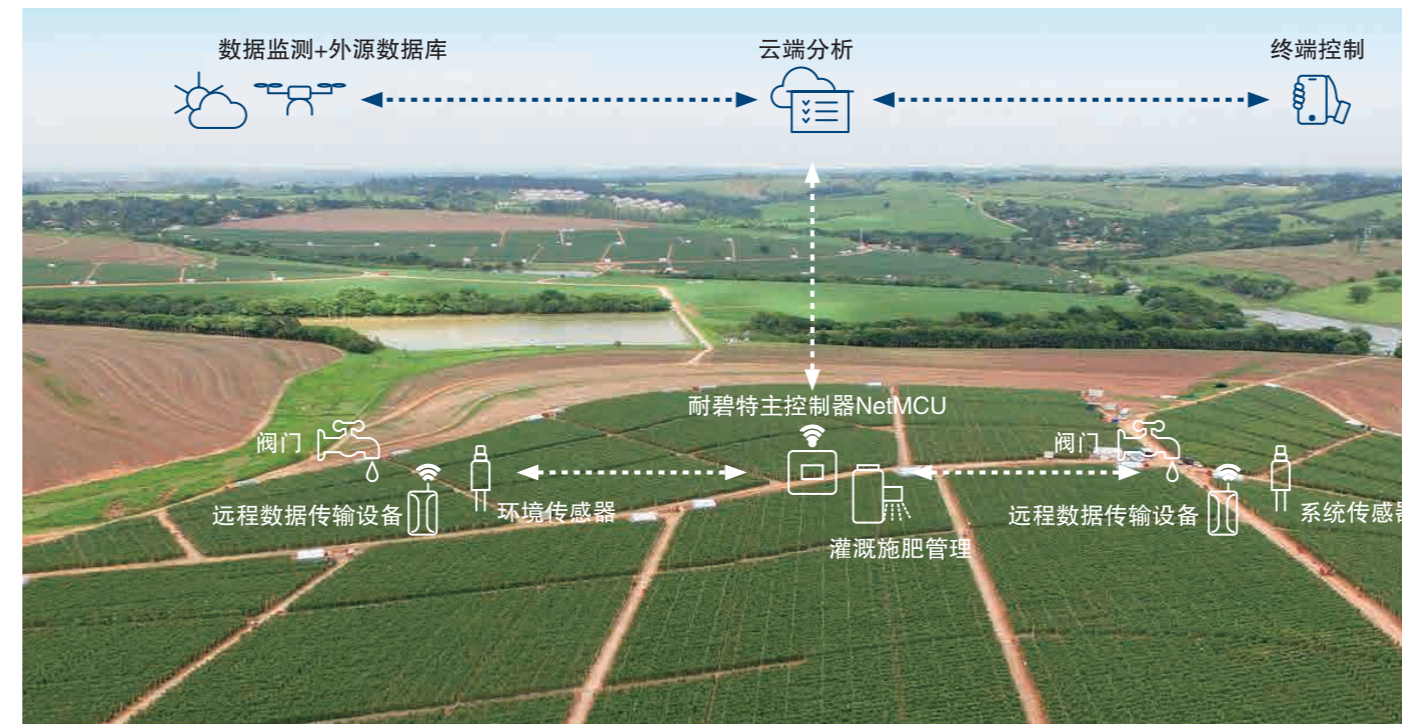 数据监测+外源数据库
云端分析
终端控制
耐碧特主控制器NetMCU
阀门
阀门
远程数据传输设备
环境传感器
远程数据传输设备
系统传感器
灌溉施肥管理